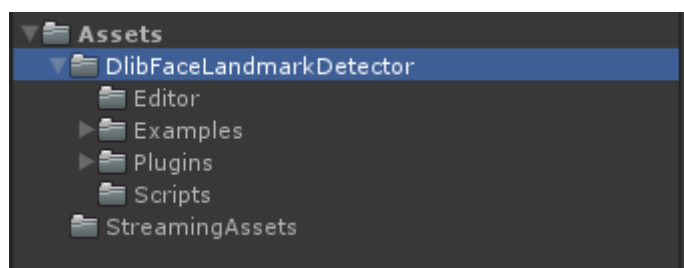 Assets
DlibFaceLandmarkDetector
Editor
Examples
Plugins
Scripts
StreamingAssets